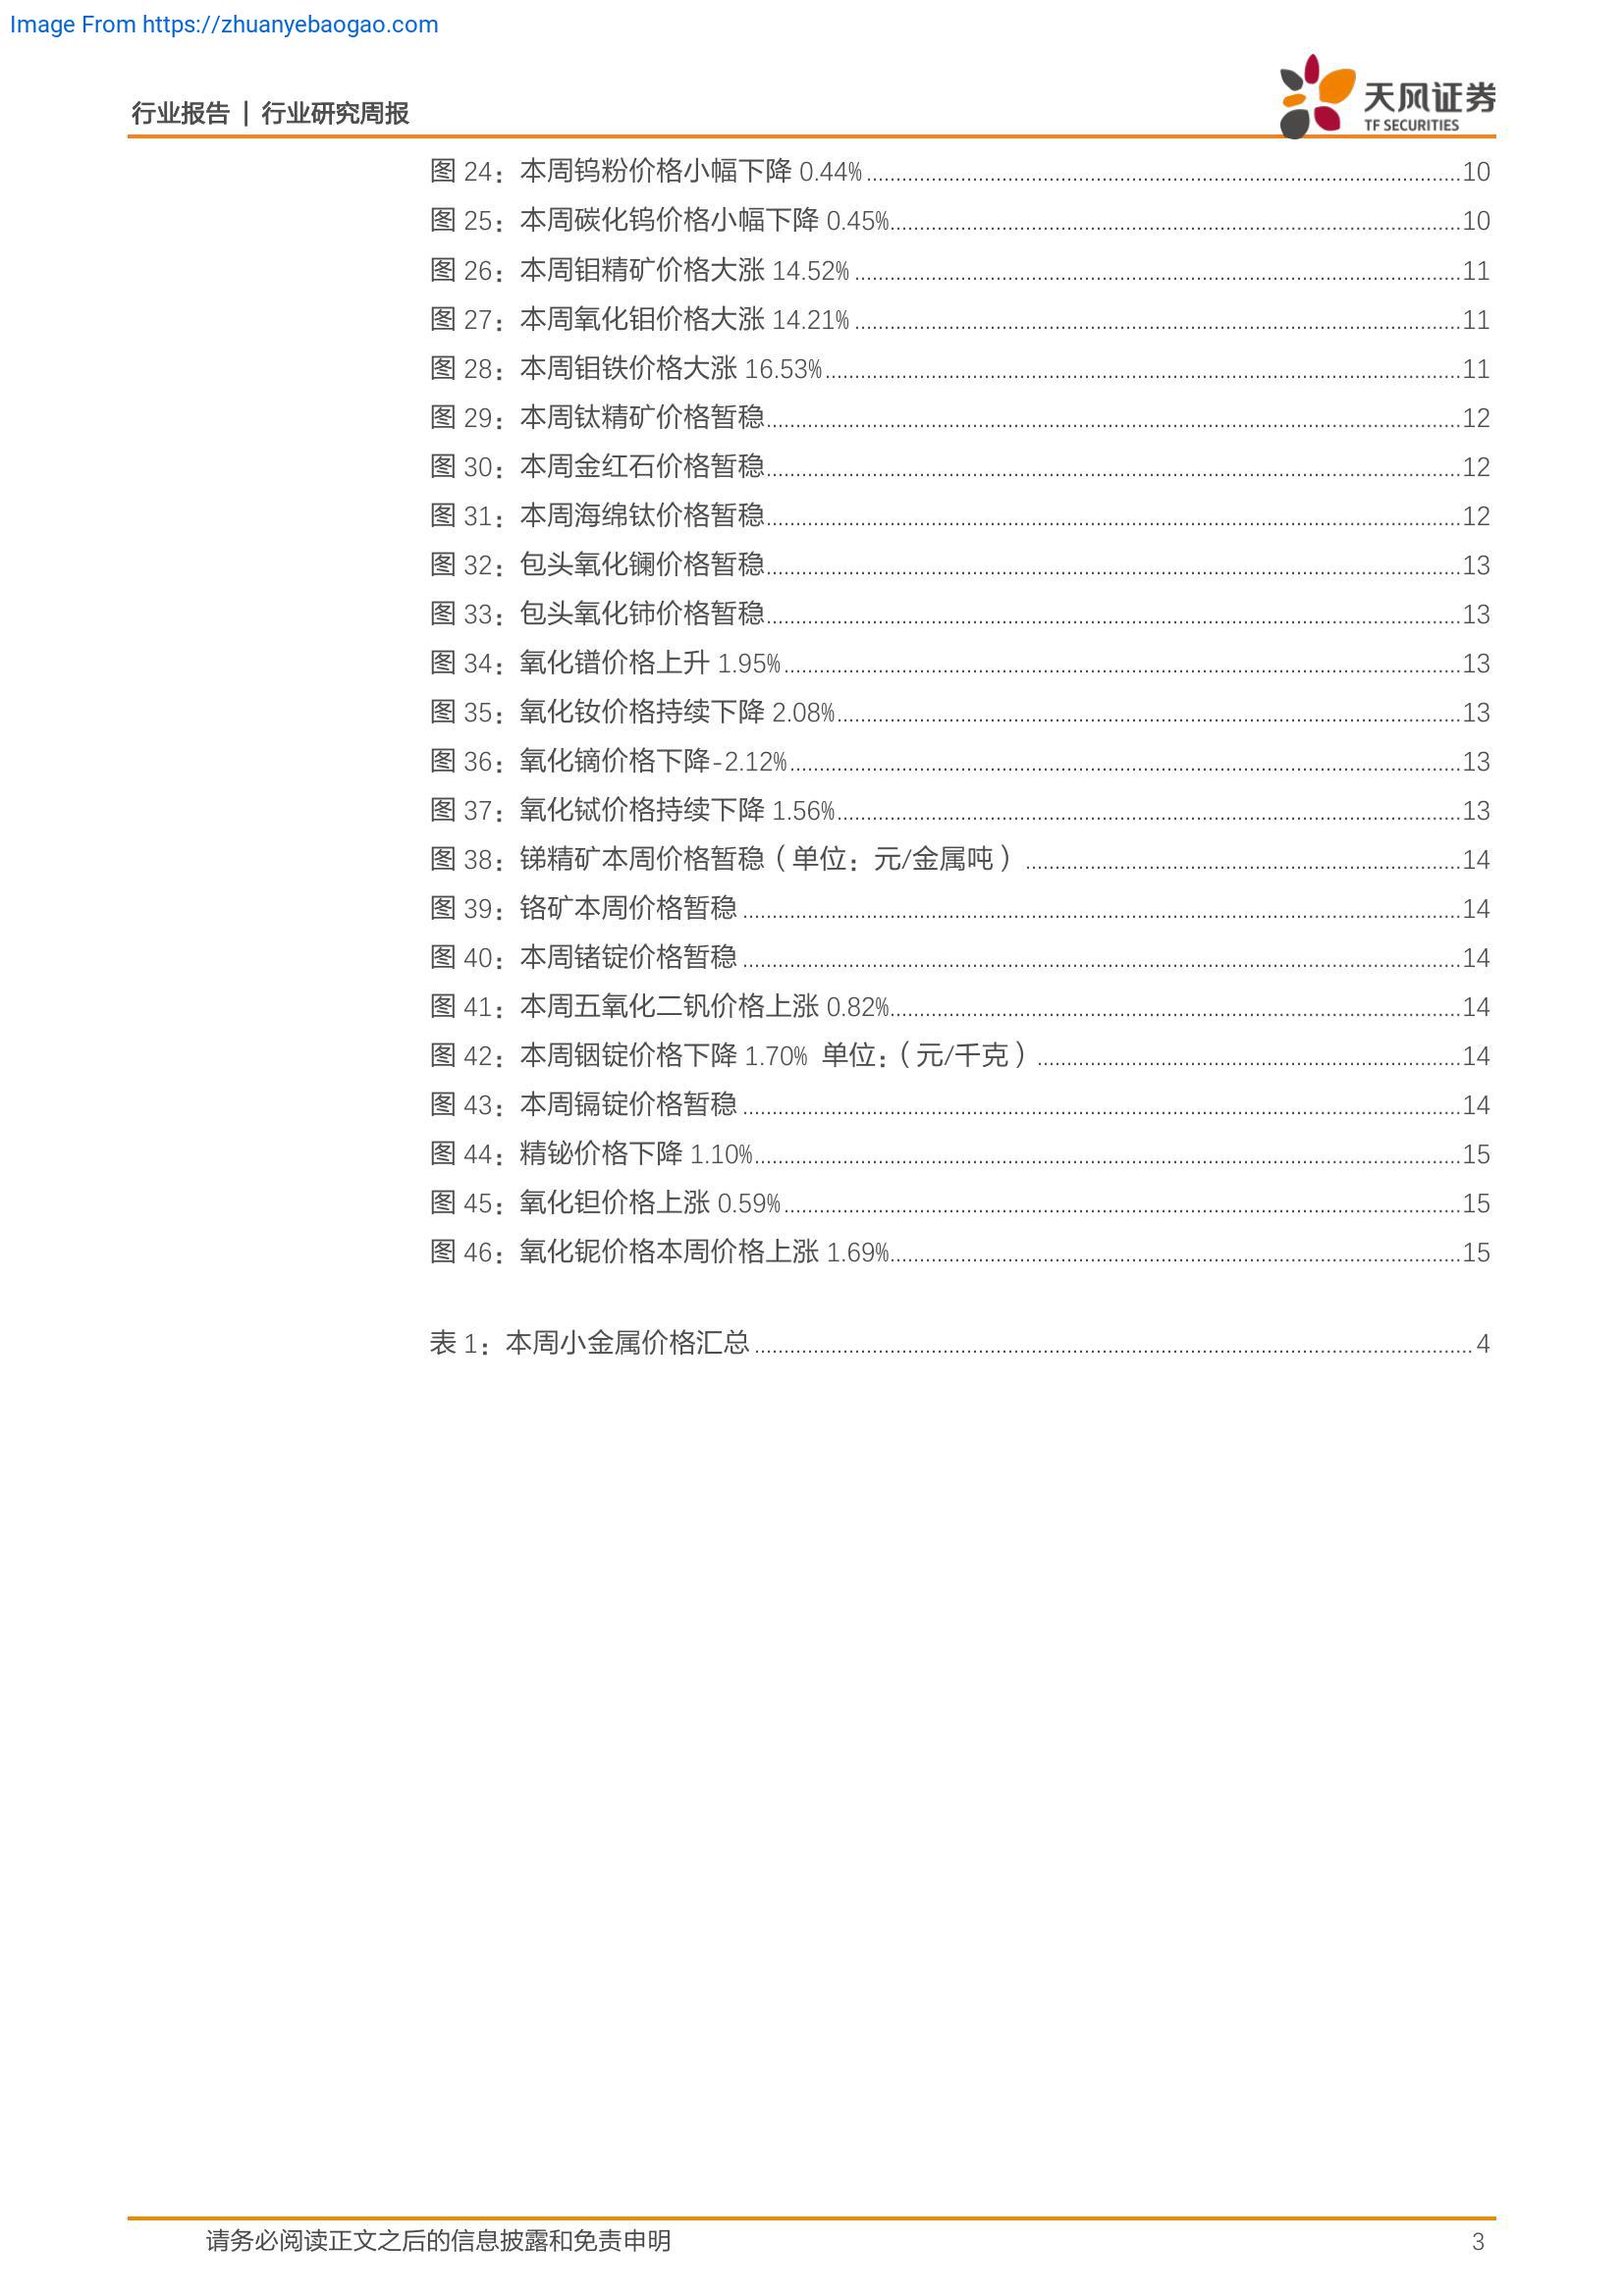 Image From https://zhuanyebaogao.com
行业报告 | 行业研究周报
天风证券
TF SECURITIES
图 24：本周钨粉价格小幅下降 0.44%........10
图 25：本周碳化钨价格小幅下降 0.45%........10
图 26：本周钼精矿价格大涨 14.52%........11
图 27：本周氧化钼价格大涨 14.21%........11
图 28：本周钼铁价格大涨 16.53%........11
图 29：本周钛精矿价格暂稳........12
图 30：本周金红石价格暂稳........12
图 31：本周海绵钛价格暂稳........12
图 32：包头氧化镧价格暂稳........13
图 33：包头氧化铈价格暂稳........13
图 34：氧化镨价格上升 1.95%........13
图 35：氧化钕价格持续下降 2.08%........13
图 36：氧化镝价格下降-2.12%........13
图 37：氧化铽价格持续下降 1.56%........13
图 38：锑精矿本周价格暂稳（单位：元/金属吨）........14
图 39：铬矿本周价格暂稳........14
图 40：本周锗锭价格暂稳........14
图 41：本周五氧化二钒价格上涨 0.82%........14
图 42：本周铟锭价格下降 1.70% 单位：（元/千克）........14
图 43：本周镉锭价格暂稳........14
图 44：精铋价格下降 1.10%........15
图 45：氧化钽价格上涨 0.59%........15
图 46：氧化铌价格本周价格上涨 1.69%........15
表 1：本周小金属价格汇总........4
请务必阅读正文之后的信息披露和免责申明 3